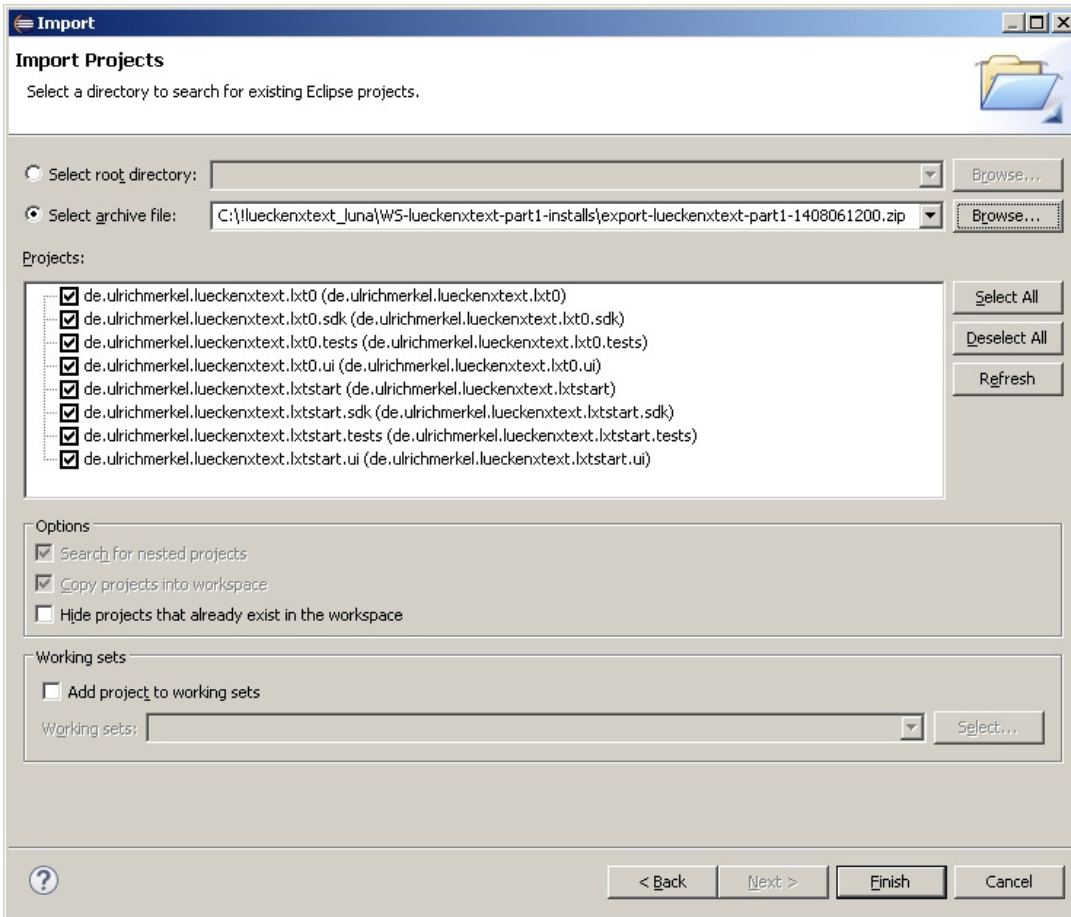 Import
Import Projects
Select a directory to search for existing Eclipse projects.
Select root directory: Browse...
Select archive file: C:\!lueckenxtext_luna\WS-lueckenxtext-part1-installs\export-lueckenxtext-part1-1408061200.zip Browse...
Projects:
de.ulrichmerkel.lueckenxtext.lxt0 (de.ulrichmerkel.lueckenxtext.lxt0) Select All
de.ulrichmerkel.lueckenxtext.lxt0.sdk (de.ulrichmerkel.lueckenxtext.lxt0.sdk)
de.ulrichmerkel.lueckenxtext.lxt0.tests (de.ulrichmerkel.lueckenxtext.lxt0.tests) Deselect All
de.ulrichmerkel.lueckenxtext.lxt0.ui (de.ulrichmerkel.lueckenxtext.lxt0.ui)
de.ulrichmerkel.lueckenxtext.lxtstart (de.ulrichmerkel.lueckenxtext.lxtstart) Refresh
de.ulrichmerkel.lueckenxtext.lxtstart.sdk (de.ulrichmerkel.lueckenxtext.lxtstart.sdk)
de.ulrichmerkel.lueckenxtext.lxtstart.tests (de.ulrichmerkel.lueckenxtext.lxtstart.tests)
de.ulrichmerkel.lueckenxtext.lxtstart.ui (de.ulrichmerkel.lueckenxtext.lxtstart.ui)
Options
Search for nested projects
Copy projects into workspace
Hide projects that already exist in the workspace
Working sets
Add project to working sets
Working sets: Select...
? < Back Next > Finish Cancel